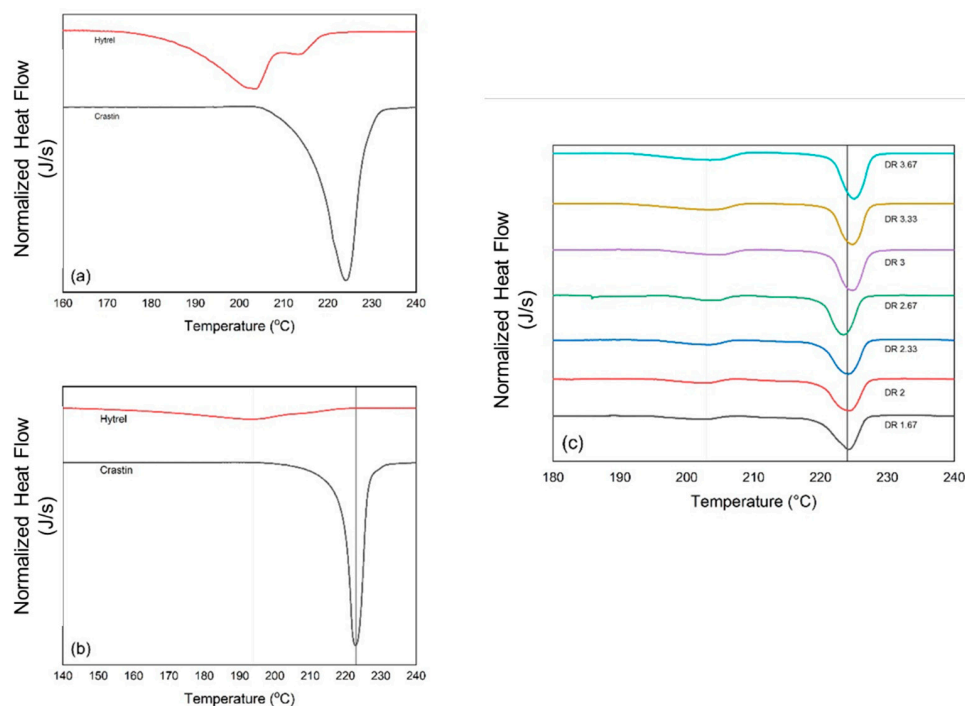 Normalized Heat Flow
(J/s)
Hytrel
Crastin
(a)
160 170 180 190 200 210 220 230 240
Temperature (°C)
Normalized Heat Flow
(J/s)
Hytrel
Crastin
(b)
140 150 160 170 180 190 200 210 220 230 240
Temperature (°C)
Normalized Heat Flow
(J/s)
DR 3.67
DR 3.33
DR 3
DR 2.67
DR 2.33
DR 2
DR 1.67
(c)
180 190 200 210 220 230 240
Temperature (°C)